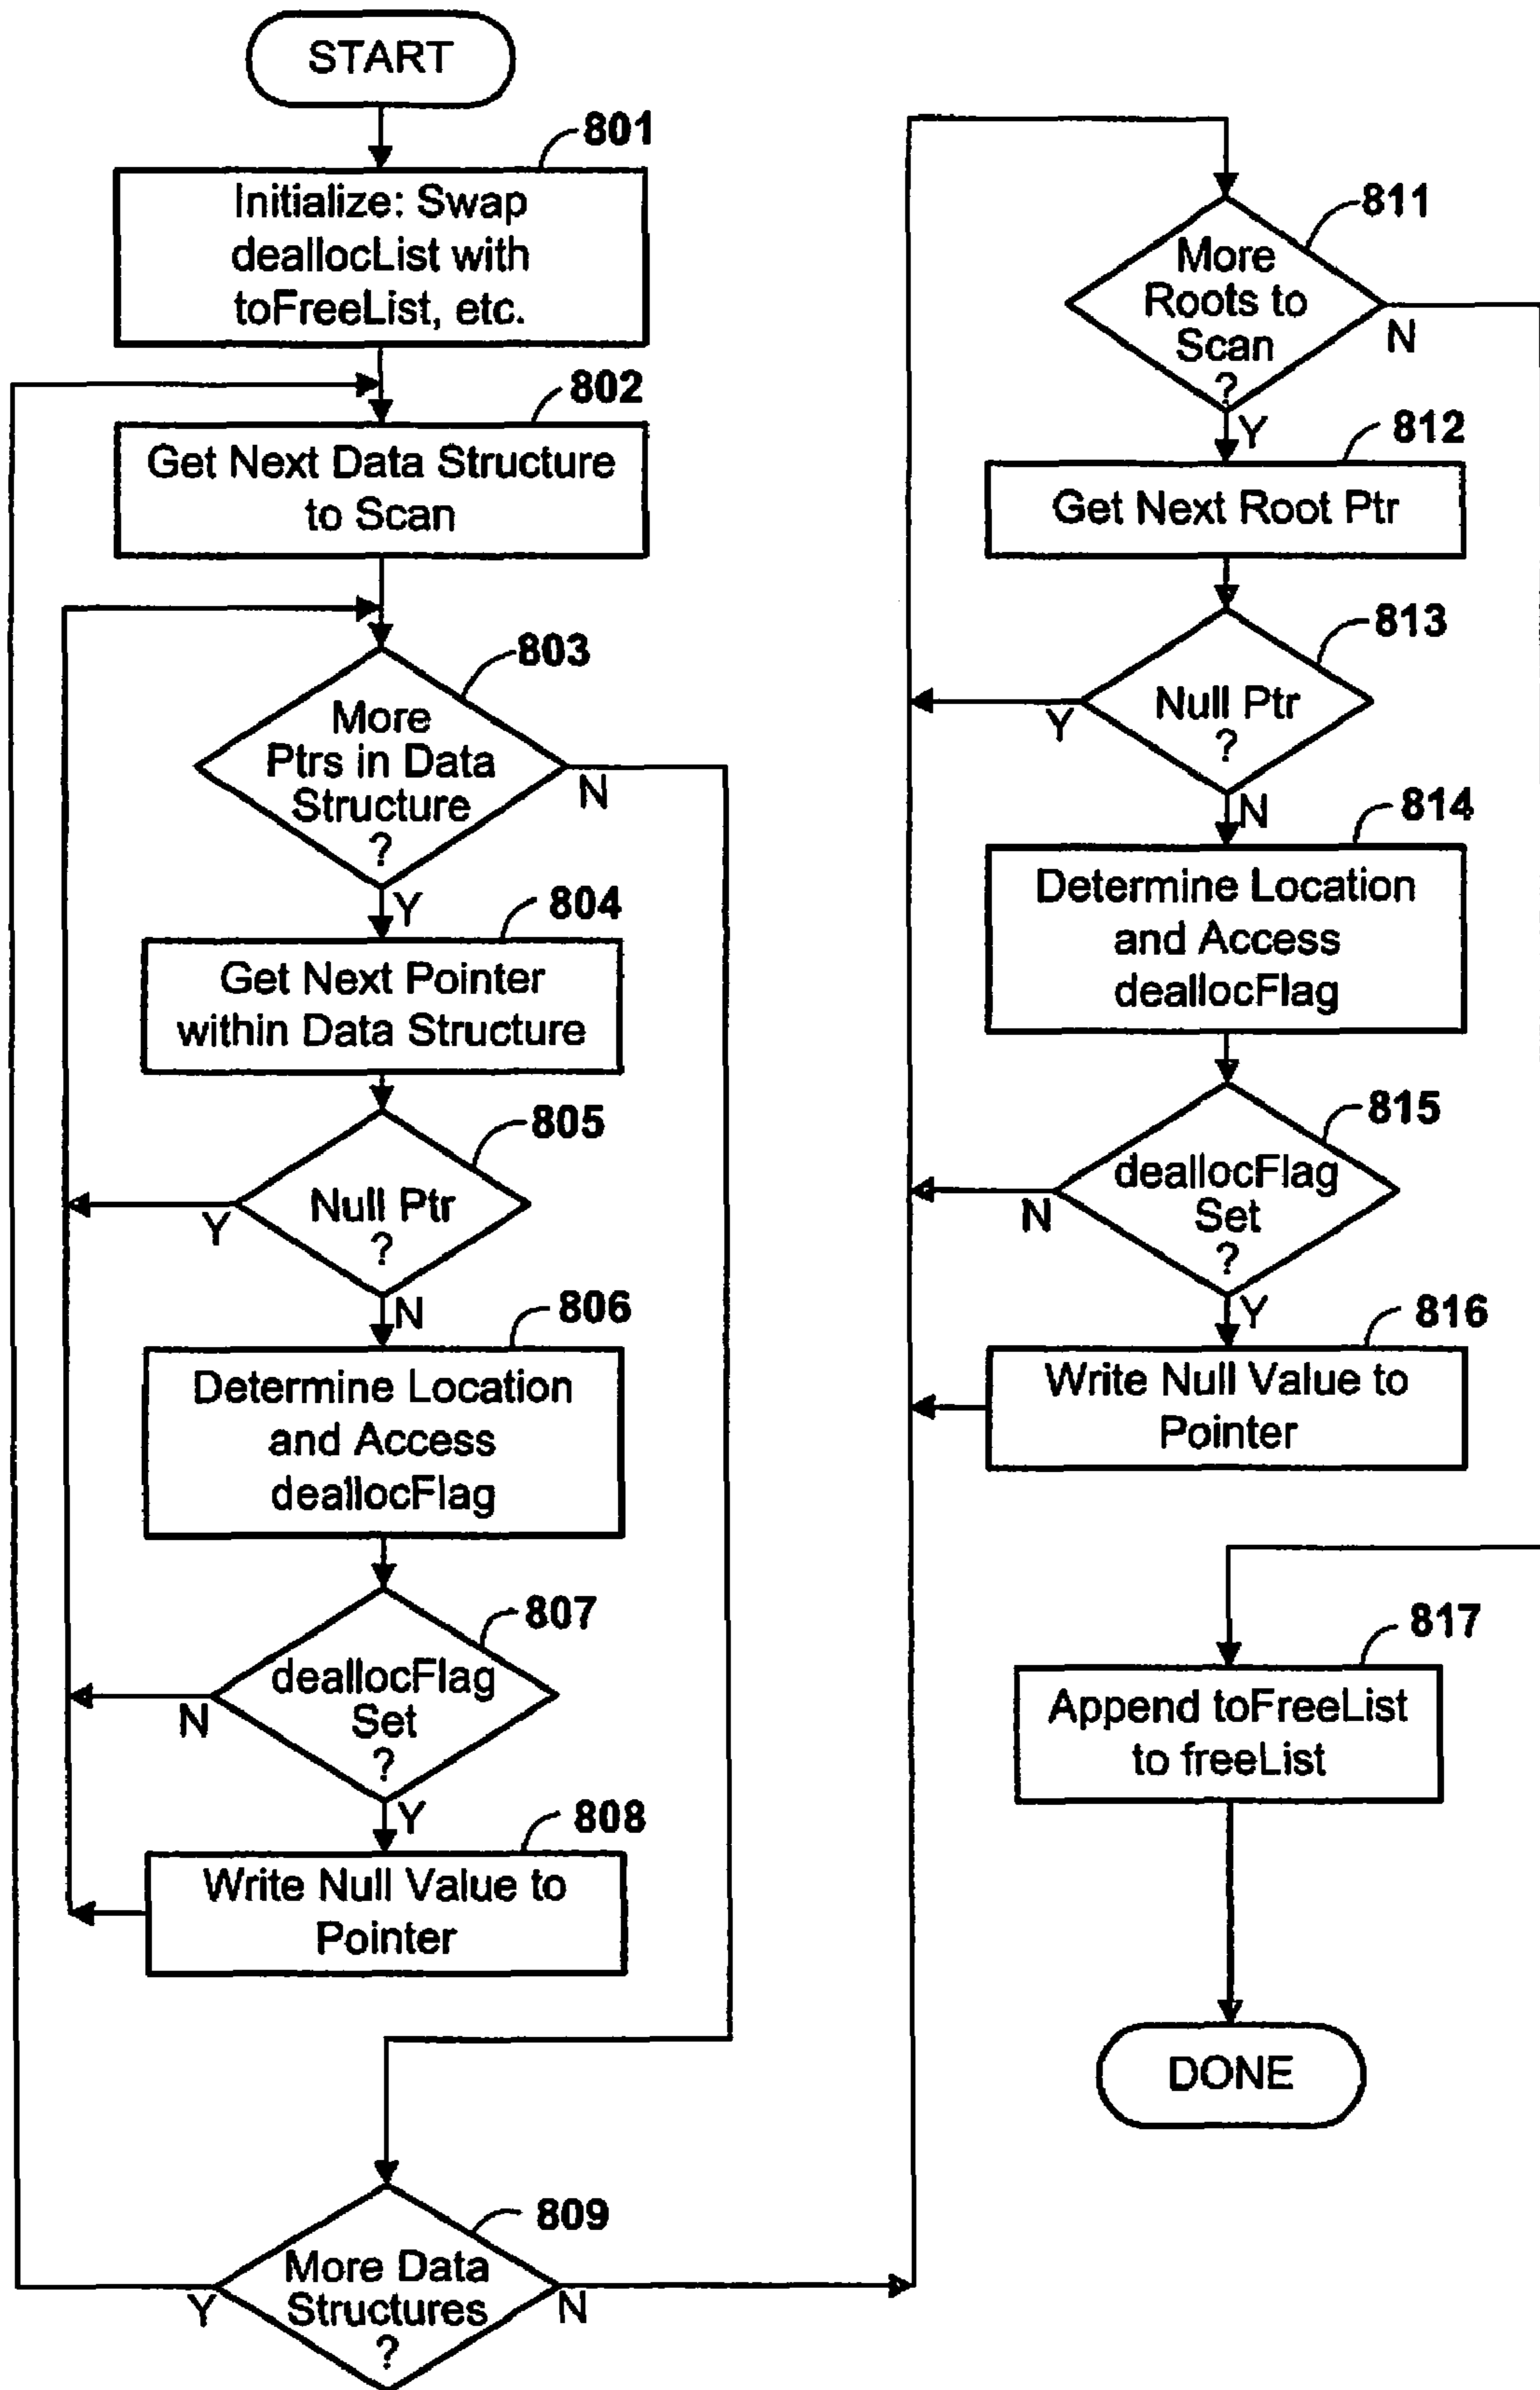 START
801
Initialize: Swap
deallocList with
toFreeList, etc.
802
Get Next Data Structure
to Scan
803
More
Ptrs in Data
Structure
?
N
Y
804
Get Next Pointer
within Data Structure
805
Null Ptr
?
Y
N
806
Determine Location
and Access
deallocFlag
807
deallocFlag
Set
?
N
Y
808
Write Null Value to
Pointer
809
More Data
Structures
?
Y
N
811
More
Roots to
Scan
?
N
Y
812
Get Next Root Ptr
813
Null Ptr
?
Y
N
814
Determine Location
and Access
deallocFlag
815
deallocFlag
Set
?
N
Y
816
Write Null Value to
Pointer
817
Append toFreeList
to freeList
DONE